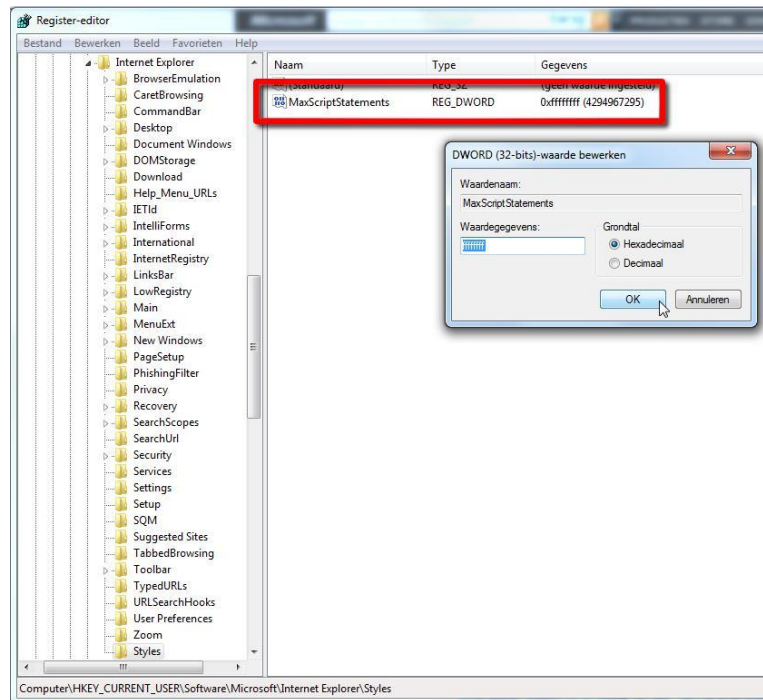 Register-editor
Bestand Bewerken Beeld Favorieten Help
Internet Explorer
BrowserEmulation
CaretBrowsing
CommandBar
Desktop
Document Windows
DOMStorage
Download
Help_Menu_URLs
IETld
IntelliForms
International
InternetRegistry
LinksBar
LowRegistry
Main
MenuExt
New Windows
PageSetup
PhishingFilter
Privacy
Recovery
SearchScopes
SearchUrl
Security
Services
Settings
Setup
SQM
Suggested Sites
TabbedBrowsing
Toolbar
TypedURLs
URLSearchHooks
User Preferences
Zoom
Styles
Naam Type Gegevens
(Standaard) REG_SZ (geen waarde ingesteld)
MaxScriptStatements REG_DWORD 0xffffffff (4294967295)
DWORD (32-bits)-waarde bewerken
Waardenaam:
MaxScriptStatements
Waardegegevens:
ffffffff
Grondtal
Hexadecimaal
Decimaal
OK Annuleren
Computer\HKEY_CURRENT_USER\Software\Microsoft\Internet Explorer\Styles